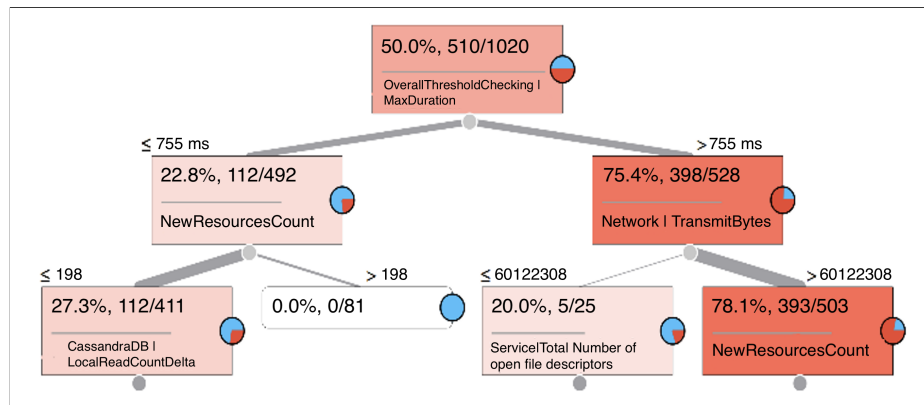 50.0%, 510/1020
OverallThresholdChecking |
MaxDuration
≤ 755 ms
> 755 ms
22.8%, 112/492
NewResourcesCount
75.4%, 398/528
Network | TransmitBytes
≤ 198
> 198
≤ 60122308
> 60122308
27.3%, 112/411
CassandraDB |
LocalReadCountDelta
0.0%, 0/81
20.0%, 5/25
Service|Total Number of
open file descriptors
78.1%, 393/503
NewResourcesCount